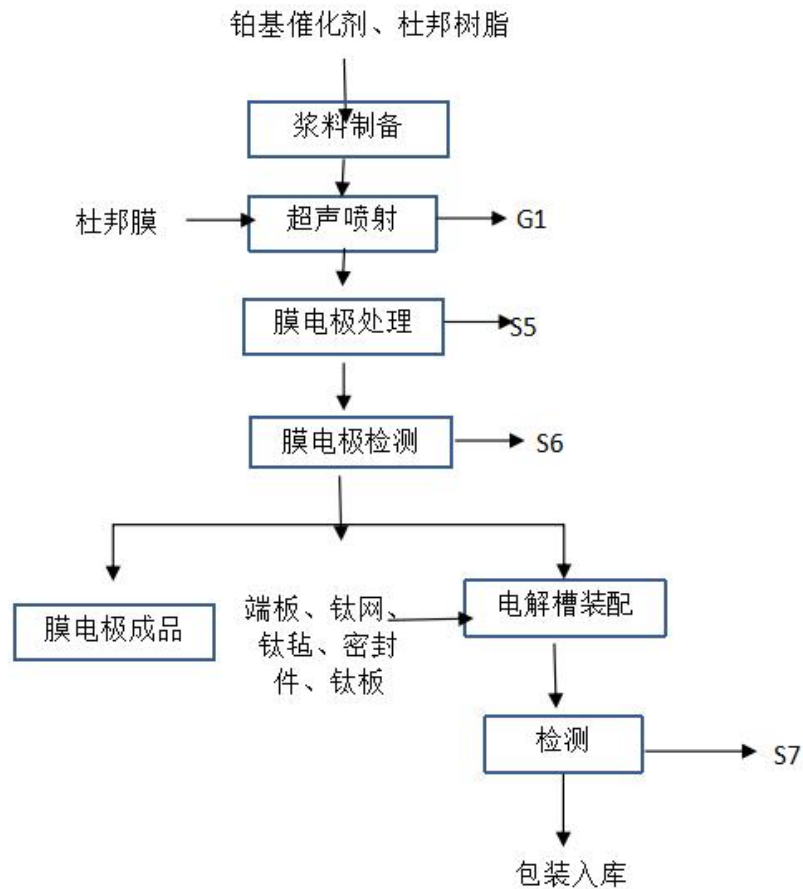 铂基催化剂、杜邦树脂
浆料制备
杜邦膜
超声喷射
G1
膜电极处理
S5
膜电极检测
S6
膜电极成品
端板、钛网、
钛毡、密封
件、钛板
电解槽装配
检测
S7
包装入库